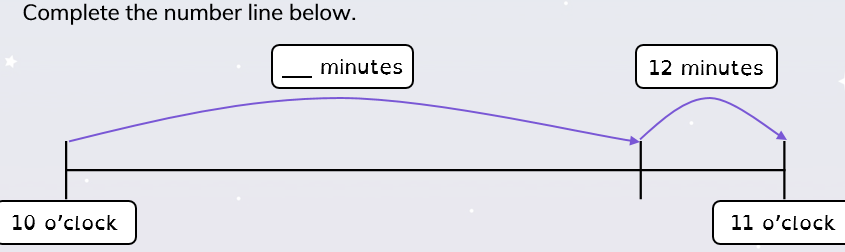 Complete the number line below.
___ minutes
12 minutes
10 o'clock
11 o'clock